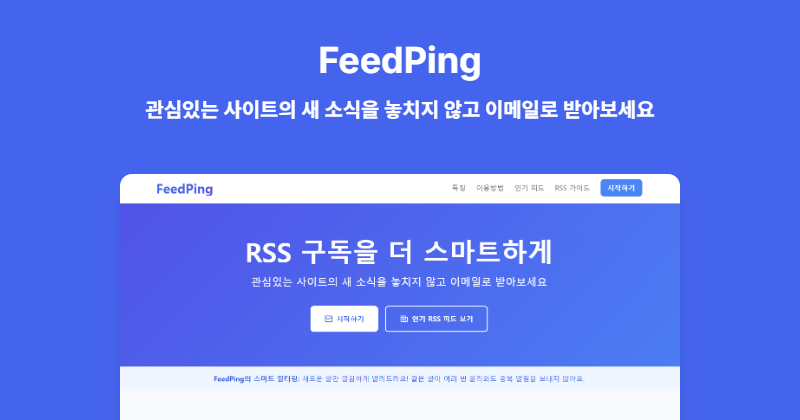 FeedPing
관심있는 사이트의 새 소식을 놓치지 않고 이메일로 받아보세요
FeedPing
특징 이용방법 인기 피드 RSS 가이드 시작하기
RSS 구독을 더 스마트하게
관심있는 사이트의 새 소식을 놓치지 않고 이메일로 받아보세요
시작하기 인기 RSS 피드 보기
FeedPing의 스마트 필터링: 새로운 글만 깔끔하게 알려드려요! 같은 글이 여러 번 올라와도 중복 알림을 보내지 않아요.